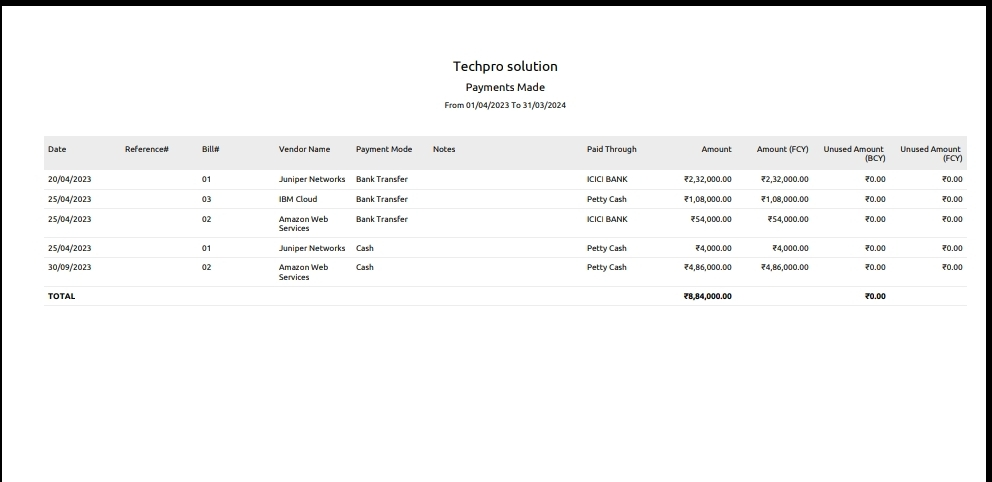 Techpro solution
Payments Made
From 01/04/2023 To 31/03/2024
Date Reference# Bill# Vendor Name Payment Mode Notes Paid Through Amount Amount (FCY) Unused Amount (BCY) Unused Amount (FCY)
20/04/2023 01 Juniper Networks Bank Transfer ICICI BANK ₹2,32,000.00 ₹2,32,000.00 ₹0.00 ₹0.00
25/04/2023 03 IBM Cloud Bank Transfer Petty Cash ₹1,08,000.00 ₹1,08,000.00 ₹0.00 ₹0.00
25/04/2023 02 Amazon Web Services Bank Transfer ICICI BANK ₹54,000.00 ₹54,000.00 ₹0.00 ₹0.00
25/04/2023 01 Juniper Networks Cash Petty Cash ₹4,000.00 ₹4,000.00 ₹0.00 ₹0.00
30/09/2023 02 Amazon Web Services Cash Petty Cash ₹4,86,000.00 ₹4,86,000.00 ₹0.00 ₹0.00
TOTAL ₹8,84,000.00 ₹0.00